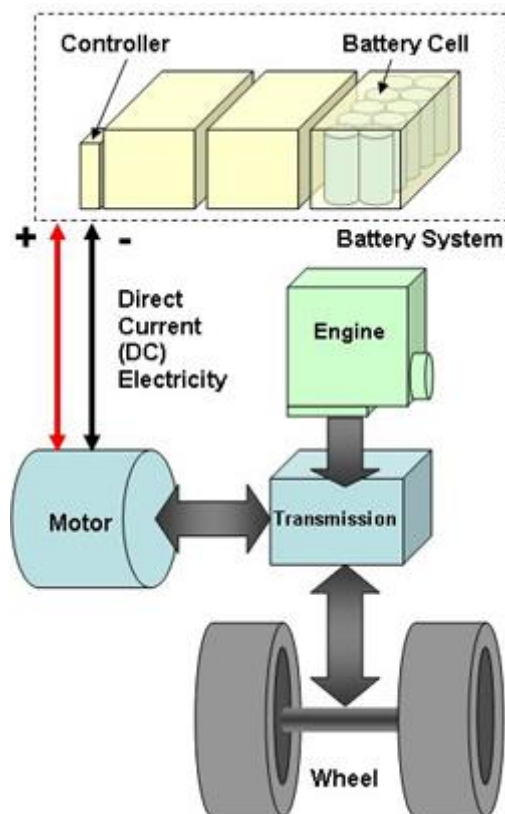 Controller
Battery Cell
+
-
Battery System
Direct
Current
(DC)
Electricity
Engine
Motor
Transmission
Wheel